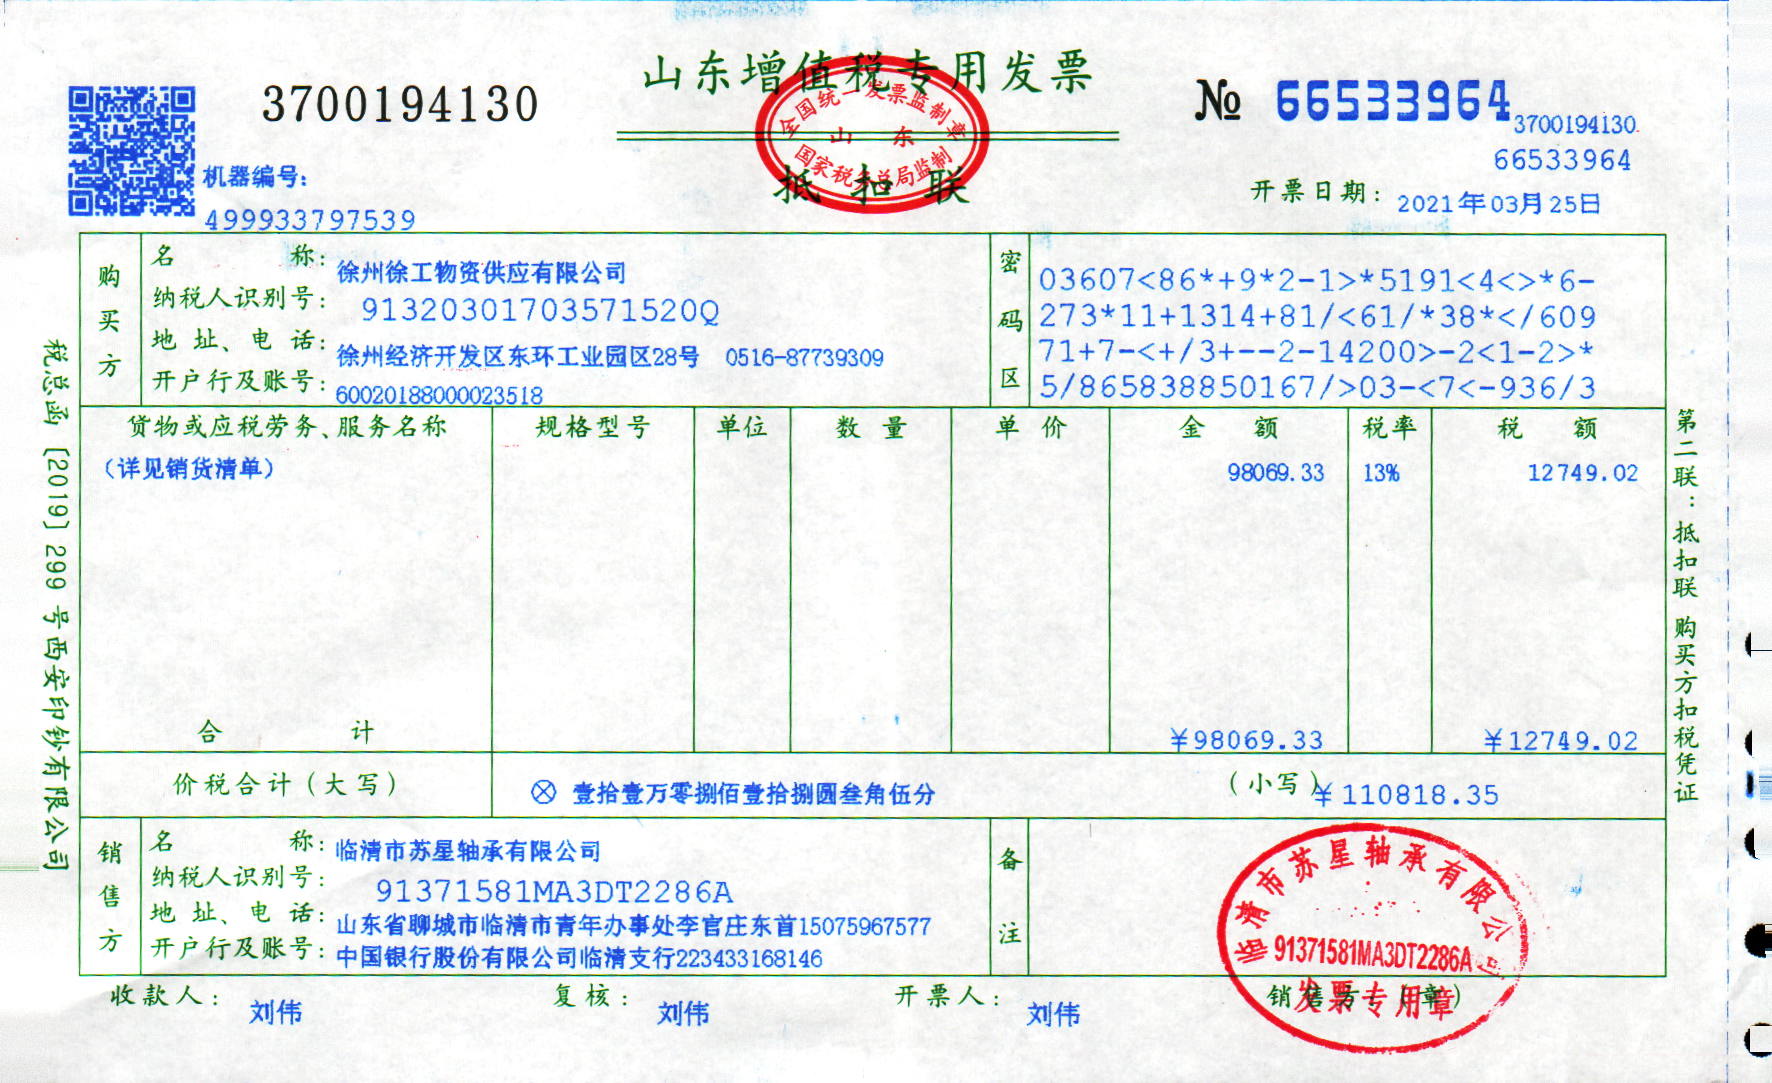 山东增值税专用发票
3700194130
№ 66533964
3700194130
66533964
全国统一发票监制章
山 东
国家税务总局监制
抵扣联
机器编号:
499933797539
开票日期: 2021年03月25日
购买方
名 称: 徐州徐工物资供应有限公司
纳税人识别号: 91320301703571520Q
地 址、电 话: 徐州经济开发区东环工业园区28号 0516-87739309
开户行及账号: 60020188000023518
密码区
03607<86*+9*2-1>*5191<4<>*6-
273*11+1314+81/<61/*38*</609
71+7-<+/3+--2-14200>-2<1-2>*
5/865838850167/>03-<7<-936/3
货物或应税劳务、服务名称 规格型号 单位 数 量 单 价 金 额 税率 税 额
(详见销货清单) 98069.33 13% 12749.02
合 计 ¥98069.33 ¥12749.02
价税合计(大写) ⊗ 壹拾壹万零捌佰壹拾捌圆叁角伍分 (小写) ¥110818.35
销售方
名 称: 临清市苏星轴承有限公司
纳税人识别号: 91371581MA3DT2286A
地 址、电 话: 山东省聊城市临清市青年办事处李官庄东首15075967577
开户行及账号: 中国银行股份有限公司临清支行223433168146
备注
临清市苏星轴承有限公司
91371581MA3DT2286A
发票专用章
收款人: 刘伟 复核: 刘伟 开票人: 刘伟 销售方:(章)
税总函[2019]299号西安印钞有限公司
第二联:抵扣联 购买方扣税凭证